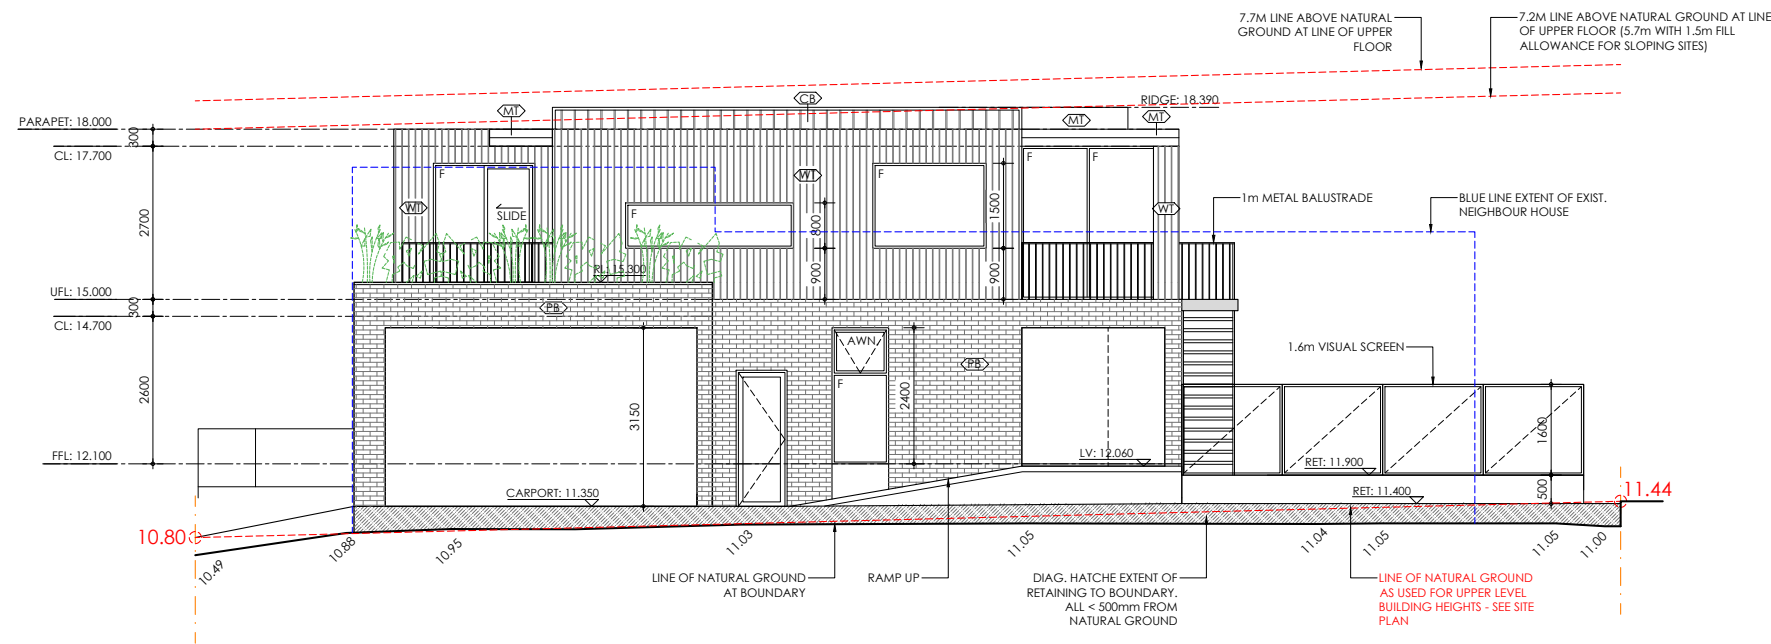 7.7M LINE ABOVE NATURAL
GROUND AT LINE OF UPPER
FLOOR
7.2M LINE ABOVE NATURAL GROUND AT LINE
OF UPPER FLOOR (5.7m WITH 1.5m FILL
ALLOWANCE FOR SLOPING SITES)
MT
CB
RIDGE: 18.390
MT
MT
PARAPET: 18.000
300
CL: 17.700
F
F
F
F
WT
WT
WT
SLIDE
F
2700
800
1500
900
900
1m METAL BALUSTRADE
BLUE LINE EXTENT OF EXIST.
NEIGHBOUR HOUSE
RL: 15.300
UFL: 15.000
300
CL: 14.700
PB
AWN
F
PB
1.6m VISUAL SCREEN
2600
3150
2400
1600
FFL: 12.100
LV: 12.060
RET: 11.900
CARPORT: 11.350
RET: 11.400
500
11.44
10.80
10.49
10.88
10.95
11.03
11.05
11.04
11.05
11.05
11.00
LINE OF NATURAL GROUND
AT BOUNDARY
RAMP UP
DIAG. HATCHE EXTENT OF
RETAINING TO BOUNDARY.
ALL < 500mm FROM
NATURAL GROUND
LINE OF NATURAL GROUND
AS USED FOR UPPER LEVEL
BUILDING HEIGHTS - SEE SITE
PLAN